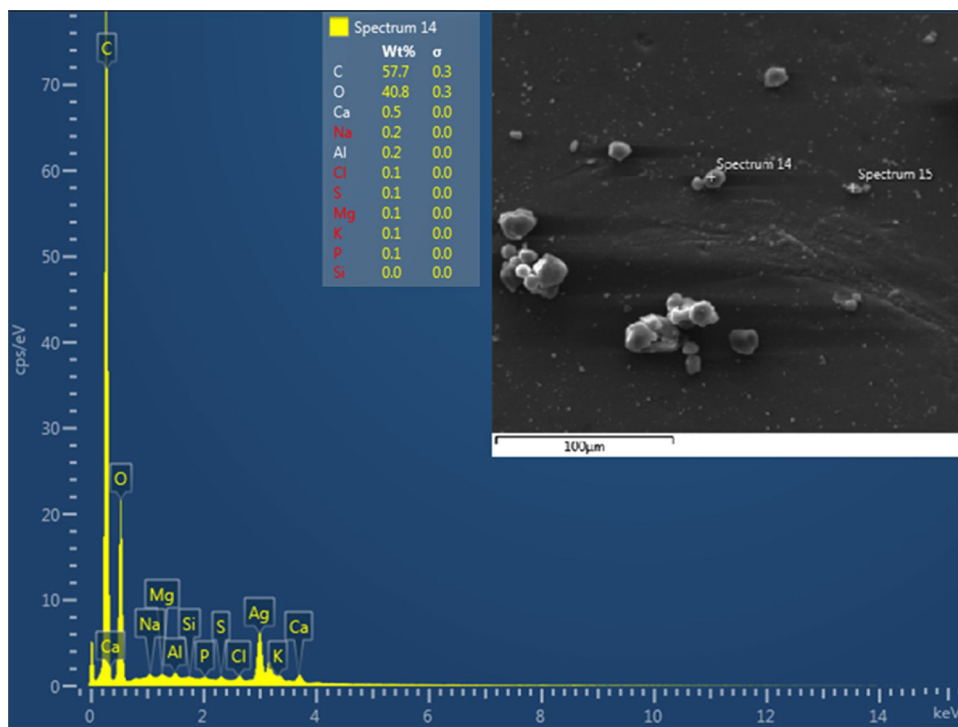 Spectrum 14
Wt% σ
C 57.7 0.3
O 40.8 0.3
Ca 0.5 0.0
Na 0.2 0.0
Al 0.2 0.0
Cl 0.1 0.0
S 0.1 0.0
Mg 0.1 0.0
K 0.1 0.0
P 0.1 0.0
Si 0.0 0.0
Spectrum 14
Spectrum 15
100µm
cps/eV
70
60
50
40
30
20
10
0
C
O
Ca
Na
Mg
Al
Si
P
S
Cl
Ag
K
Ca
0 2 4 6 8 10 12 14 keV